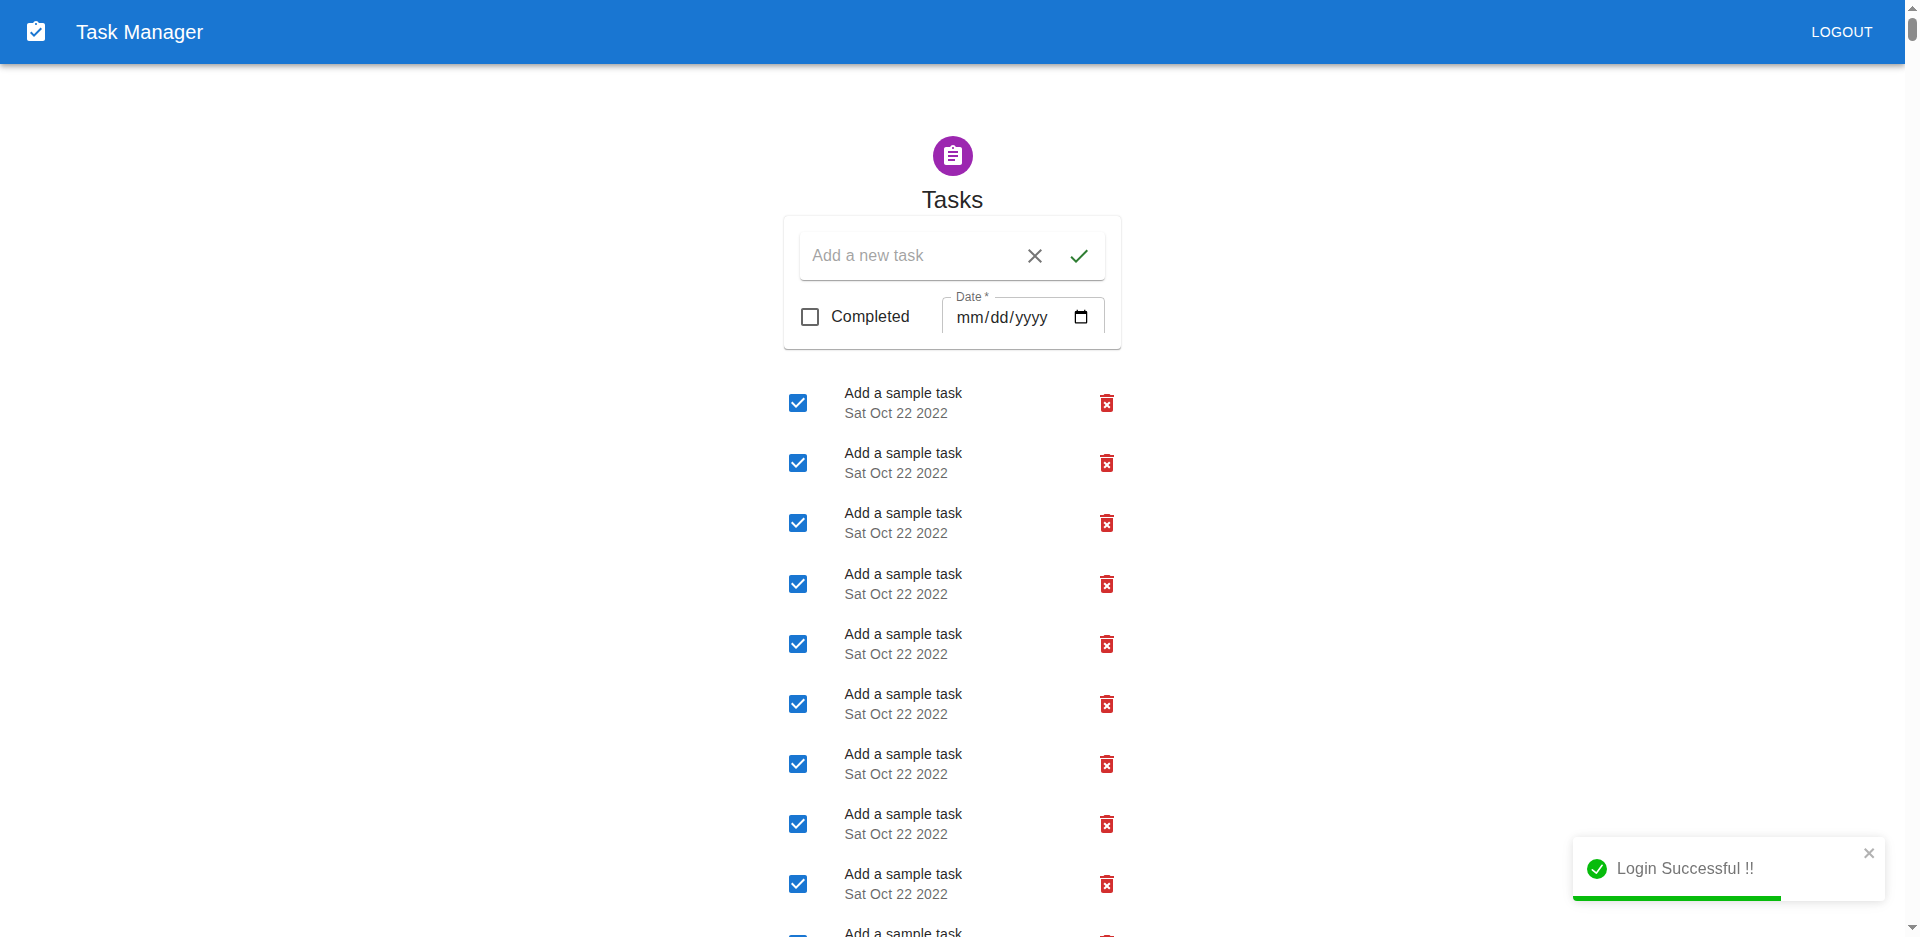 Task Manager
LOGOUT
Tasks
Add a new task
Completed
Date *
mm/dd/yyyy
Add a sample task
Sat Oct 22 2022
Add a sample task
Sat Oct 22 2022
Add a sample task
Sat Oct 22 2022
Add a sample task
Sat Oct 22 2022
Add a sample task
Sat Oct 22 2022
Add a sample task
Sat Oct 22 2022
Add a sample task
Sat Oct 22 2022
Add a sample task
Sat Oct 22 2022
Add a sample task
Sat Oct 22 2022
Add a sample task
Login Successful !!